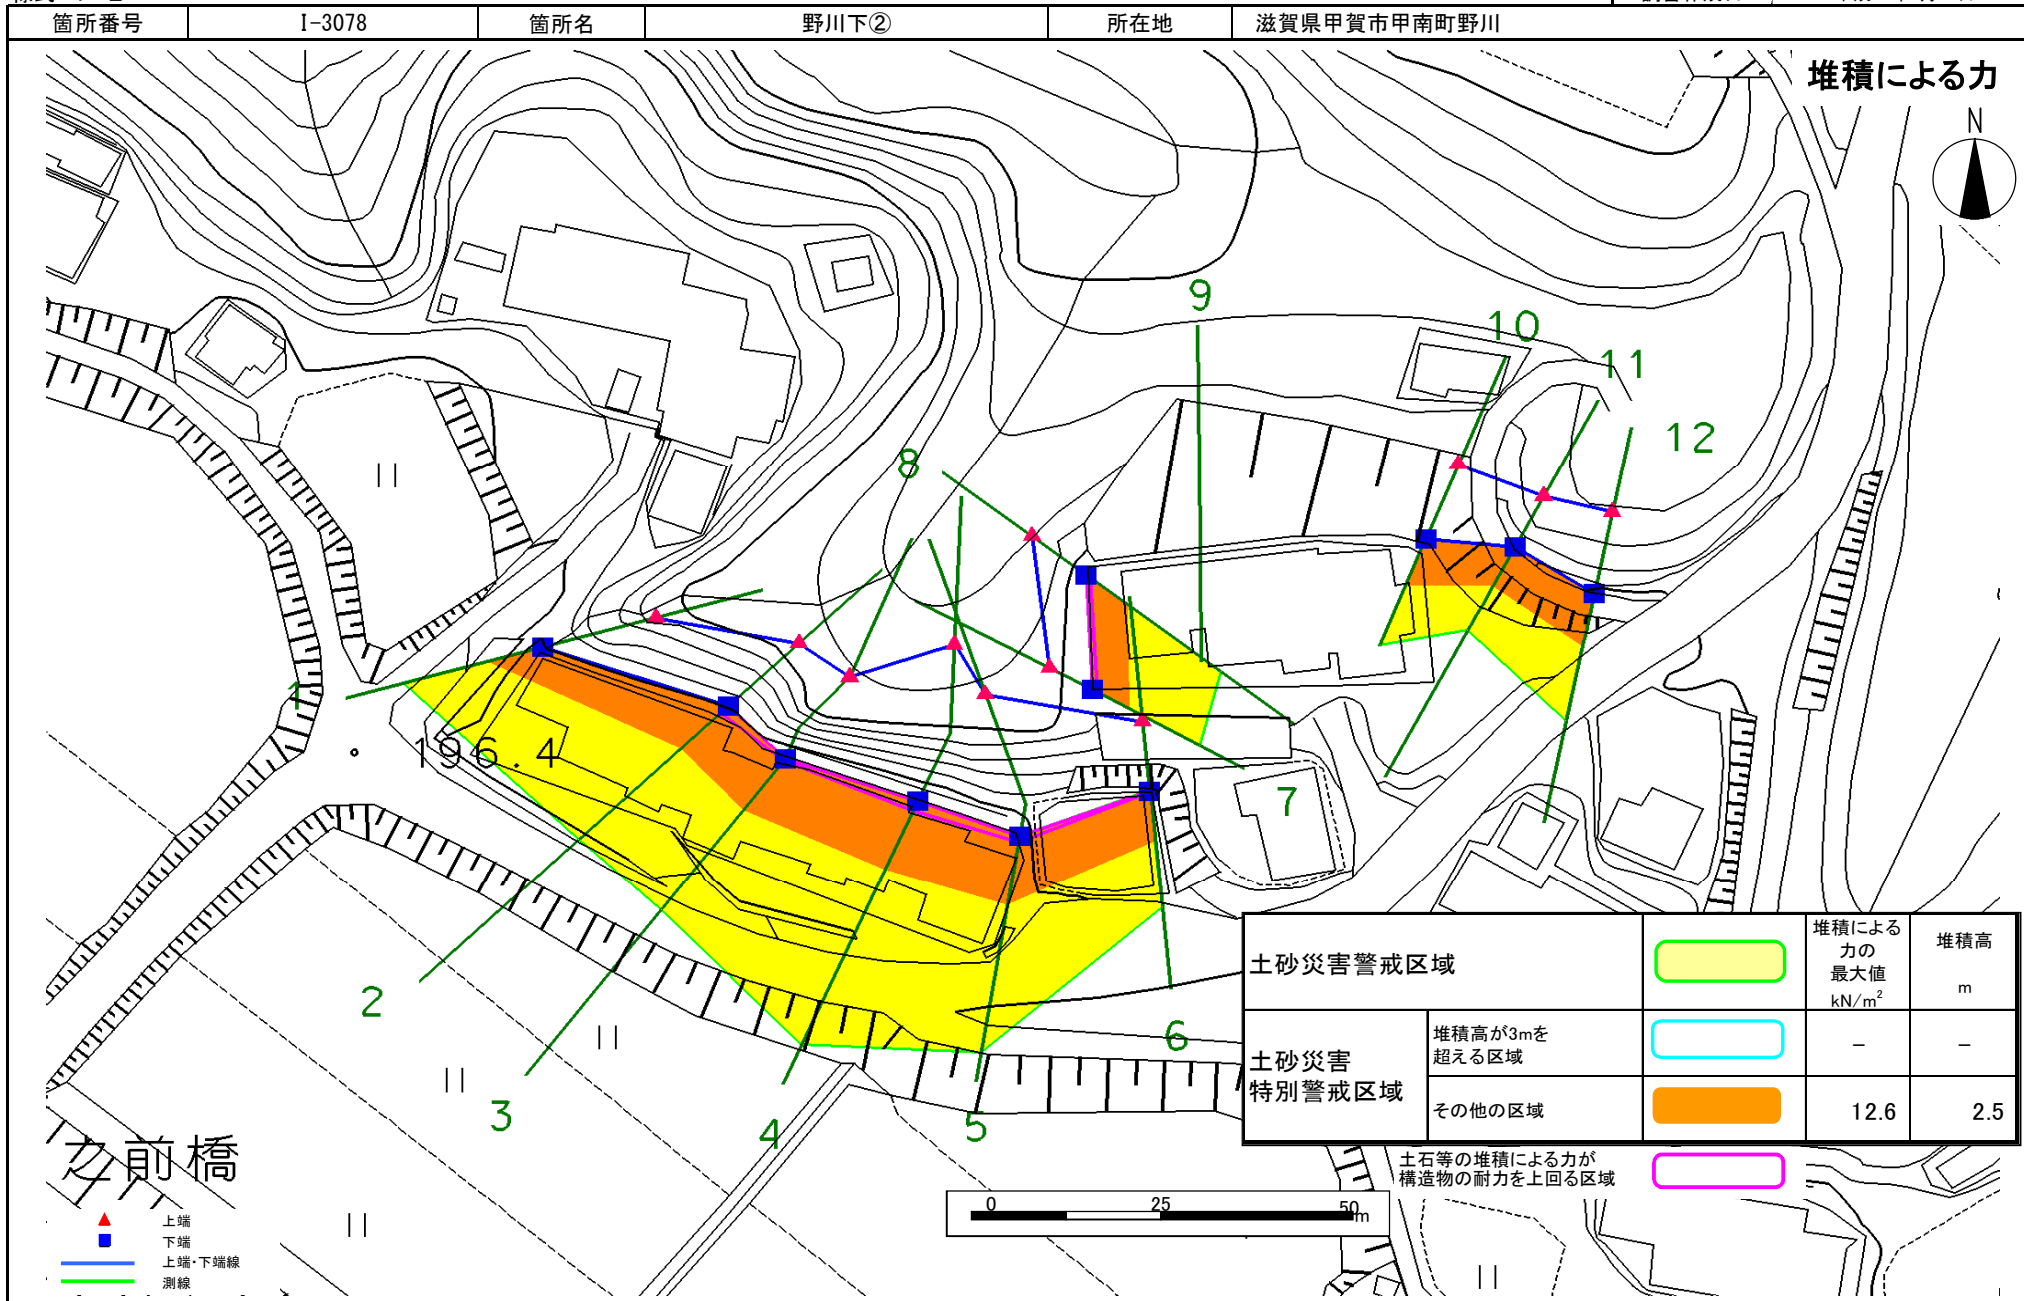 箇所番号 I-3078 箇所名 野川下② 所在地 滋賀県甲賀市甲南町野川
堆積による力
N
9
10
11
12
8
1
196.4
7
2
6
3
4
5
土砂災害警戒区域
堆積による
力の
最大値
kN/m²
堆積高
m
土砂災害
特別警戒区域
堆積高が3mを
超える区域
－ －
その他の区域
12.6 2.5
土石等の堆積による力が
構造物の耐力を上回る区域
前橋
0 25 50m
上端
下端
上端・下端線
測線